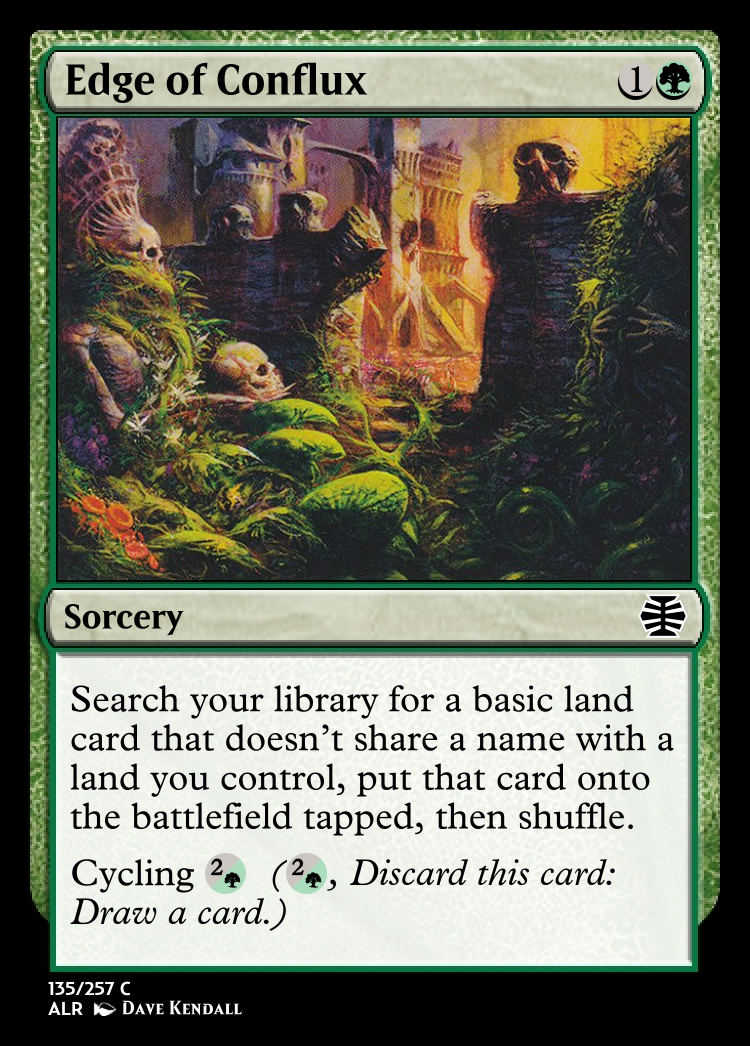 Edge of Conflux 1
Sorcery
Search your library for a basic land
card that doesn’t share a name with a
land you control, put that card onto
the battlefield tapped, then shuffle.
Cycling 2 (2, Discard this card:
Draw a card.)
135/257 C
ALR Dave Kendall